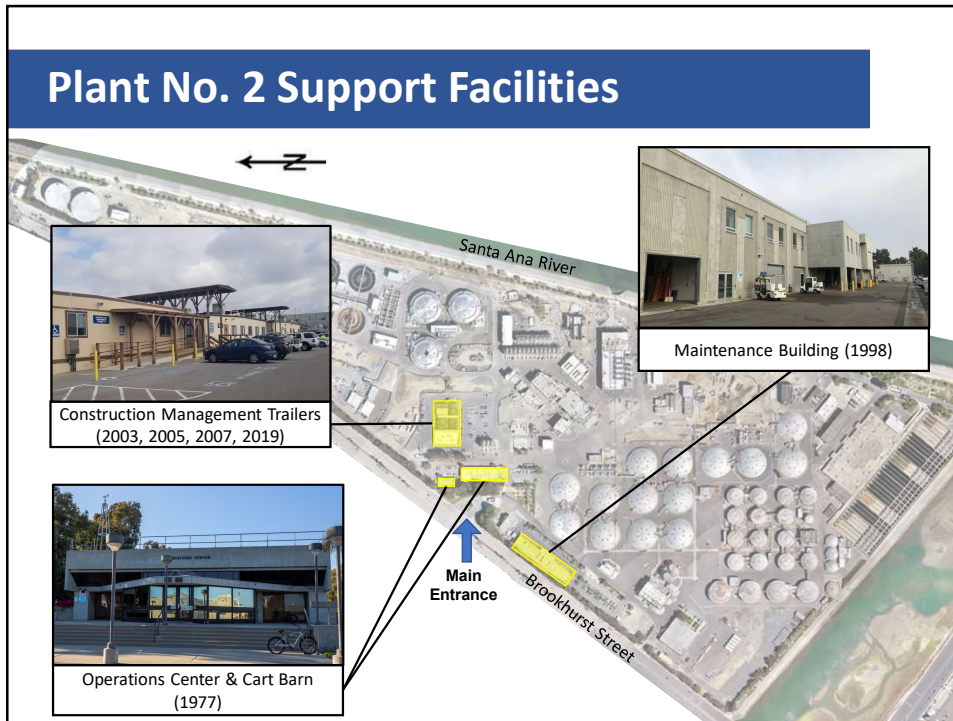 Plant No. 2 Support Facilities
N
Santa Ana River
Maintenance Building (1998)
Construction Management Trailers
(2003, 2005, 2007, 2019)
OPERATIONS CENTER
Main
Entrance
Brookhurst Street
Operations Center & Cart Barn
(1977)